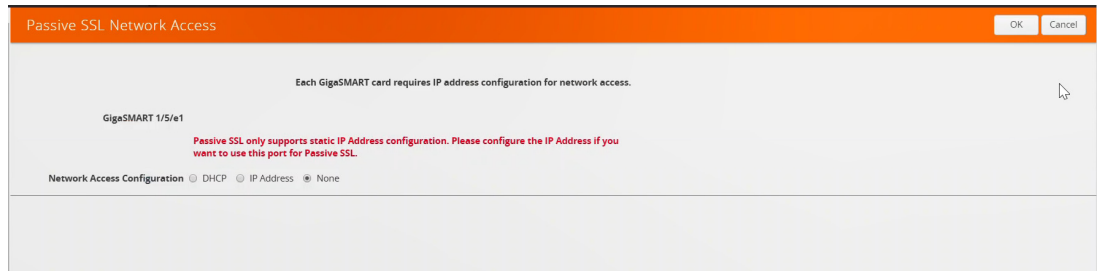 Passive SSL Network Access
OK
Cancel
Each GigaSMART card requires IP address configuration for network access.
GigaSMART 1/5/e1
Passive SSL only supports static IP Address configuration. Please configure the IP Address if you
want to use this port for Passive SSL.
Network Access Configuration DHCP IP Address None